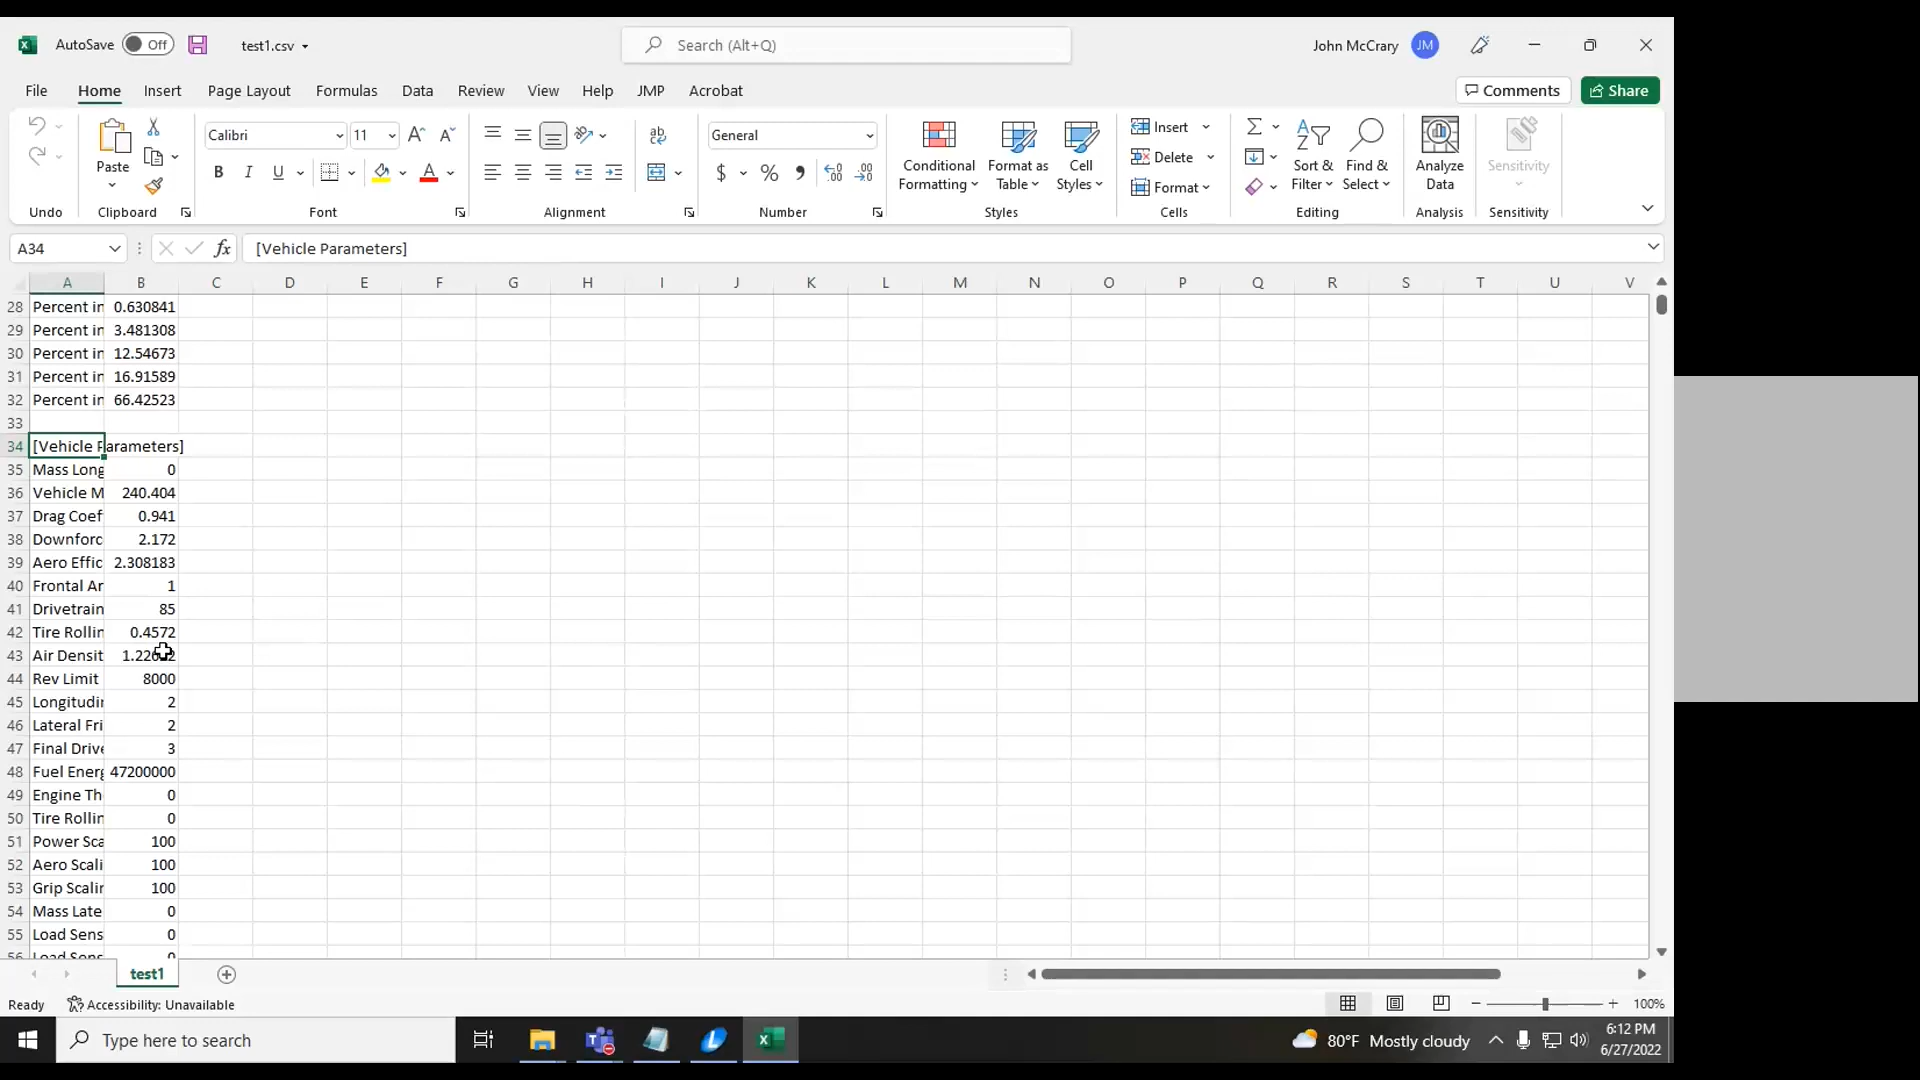 AutoSave Off test1.csv Search (Alt+Q) John McCrary JM
File Home Insert Page Layout Formulas Data Review View Help JMP Acrobat Comments Share
Paste Calibri 11 General Conditional Formatting Format as Table Cell Styles Insert Delete Format Sort & Filter Find & Select Analyze Data Sensitivity
B I U $ %
Undo Clipboard Font Alignment Number Styles Cells Editing Analysis Sensitivity
A34 fx [Vehicle Parameters]
A B C D E F G H I J K L M N O P Q R S T U V
28 Percent in 0.630841
29 Percent in 3.481308
30 Percent in 12.54673
31 Percent in 16.91589
32 Percent in 66.42523
33
34 [Vehicle Parameters]
35 Mass Long 0
36 Vehicle M 240.404
37 Drag Coef 0.941
38 Downforc 2.172
39 Aero Effic 2.308183
40 Frontal Ar 1
41 Drivetrain 85
42 Tire Rollin 0.4572
43 Air Densit
44 Rev Limit 8000
45 Longitudin 2
46 Lateral Fri 2
47 Final Drive 3
48 Fuel Energ 47200000
49 Engine Th 0
50 Tire Rollin 0
51 Power Sca 100
52 Aero Scali 100
53 Grip Scalin 100
54 Mass Late 0
55 Load Sens 0
56 Load Sens 0
test1
Ready Accessibility: Unavailable 100%
Type here to search 80°F Mostly cloudy 6:12 PM
6/27/2022